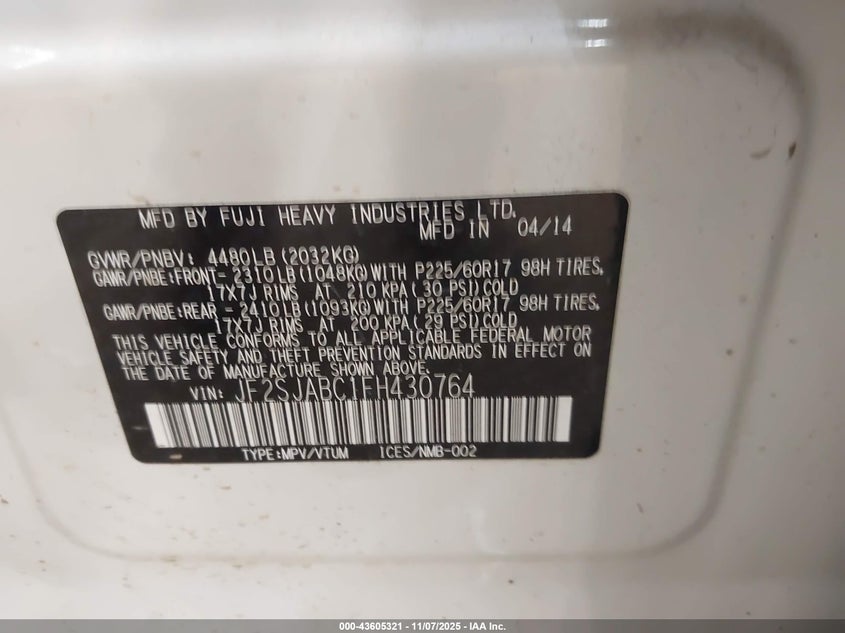 MFD BY FUJI HEAVY INDUSTRIES LTD.
MFD IN 04/14
GVWR/PNBV: 4480LB(2032KG)
GAWR/PNBE:FRONT- 2310LB(1048KG)WITH P225/60R17 98H TIRES,
17X7J RIMS AT 210 KPA(30 PSI)COLD
GAWR/PNBE:REAR - 2410LB(1093KG)WITH P225/60R17 98H TIRES,
17X7J RIMS AT 200 KPA(29 PSI)COLD
THIS VEHICLE CONFORMS TO ALL APPLICABLE FEDERAL MOTOR
VEHICLE SAFETY AND THEFT PREVENTION STANDARDS IN EFFECT ON
THE DATE OF MANUFACTURE SHOWN ABOVE.
VIN: JF2SJABC1FH430764
TYPE:MPV/VTUM ICES/NMB-002
000-43605321 | 11/07/2025 – IAA Inc.